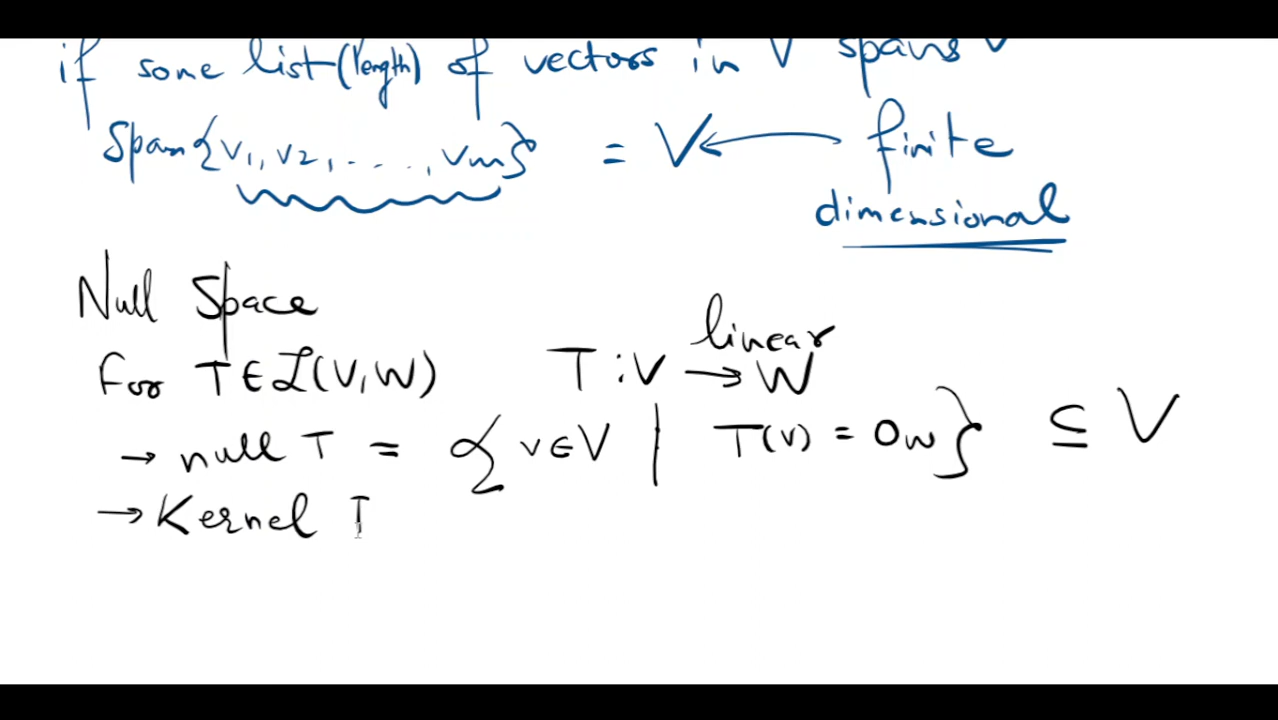 if some list (length) of vectors in V spans V
Span{v1, v2, ...., vm} = V ← finite
dimensional
Null Space
For T ∈ ℒ(V, W) T : V → W linear
→ null T = { v ∈ V | T(v) = 0w } ⊆ V
→ Kernel T